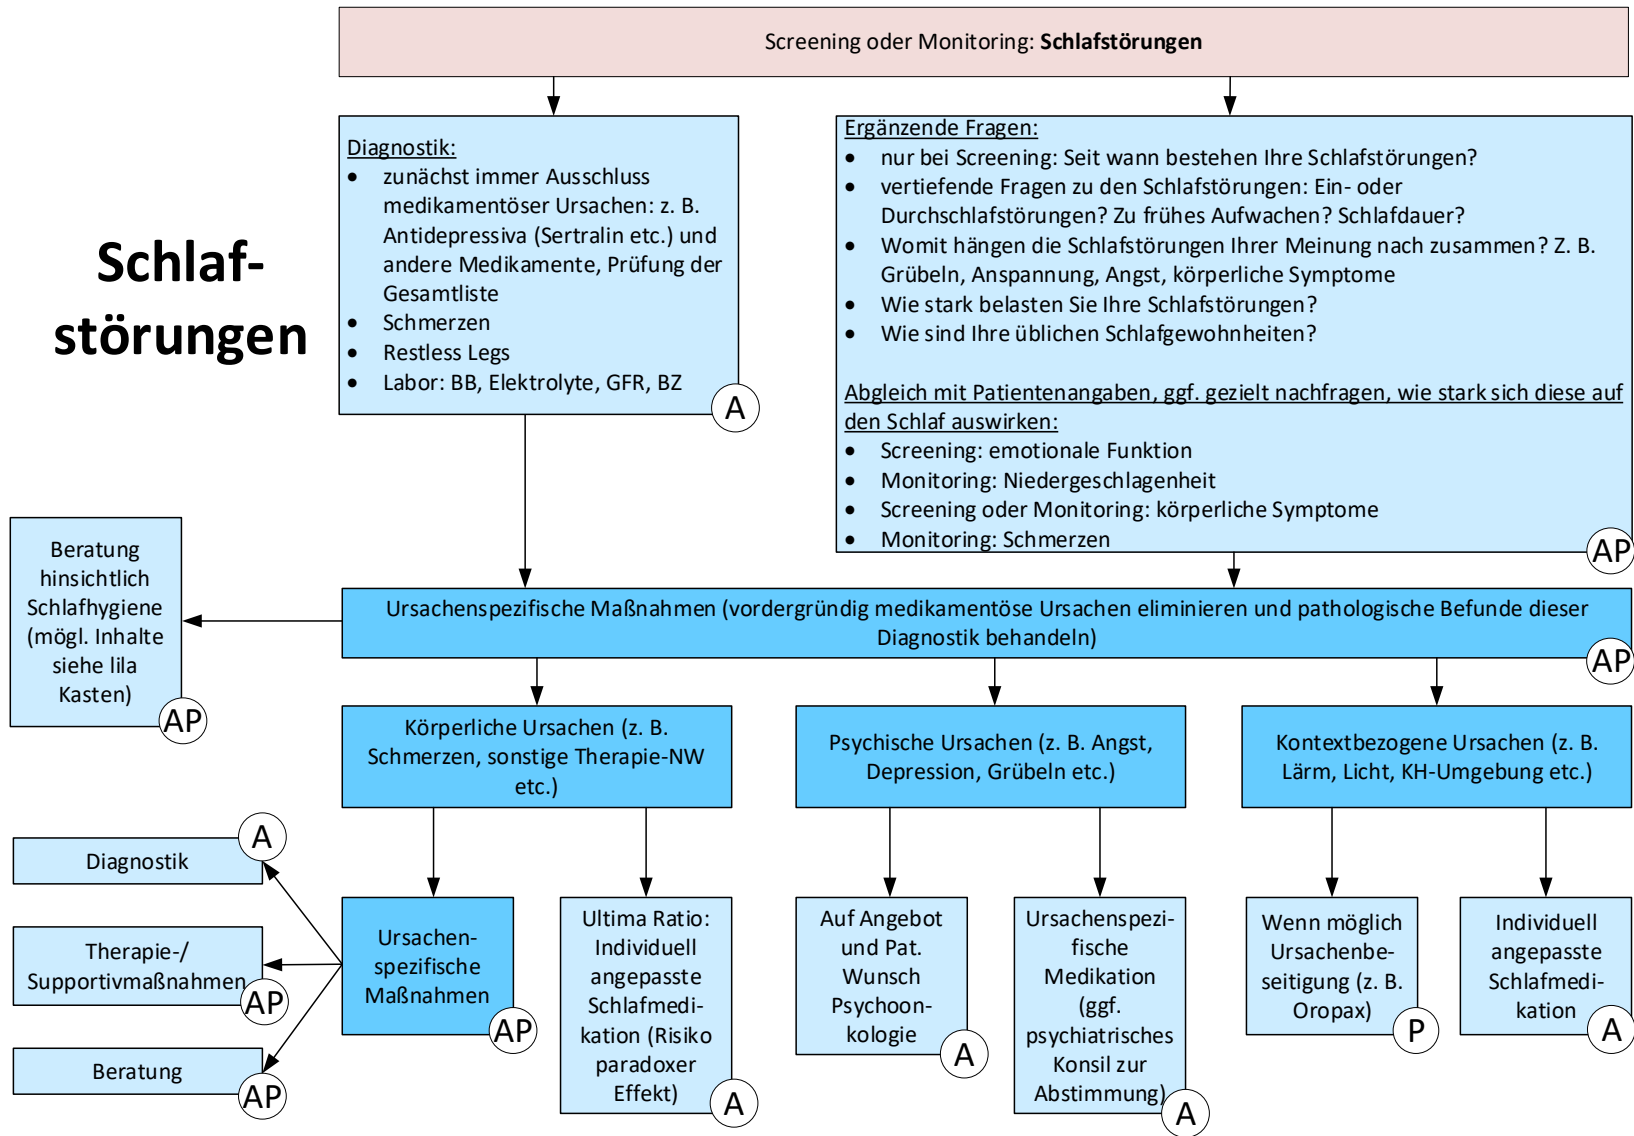 Screening oder Monitoring: Schlafstörungen
Schlaf-
störungen
Diagnostik:
• zunächst immer Ausschluss
medikamentöser Ursachen: z. B.
Antidepressiva (Sertralin etc.) und
andere Medikamente, Prüfung der
Gesamtliste
• Schmerzen
• Restless Legs
• Labor: BB, Elektrolyte, GFR, BZ
A
Ergänzende Fragen:
• nur bei Screening: Seit wann bestehen Ihre Schlafstörungen?
• vertiefende Fragen zu den Schlafstörungen: Ein- oder
Durchschlafstörungen? Zu frühes Aufwachen? Schlafdauer?
• Womit hängen die Schlafstörungen Ihrer Meinung nach zusammen? Z. B.
Grübeln, Anspannung, Angst, körperliche Symptome
• Wie stark belasten Sie Ihre Schlafstörungen?
• Wie sind Ihre üblichen Schlafgewohnheiten?
Abgleich mit Patientenangaben, ggf. gezielt nachfragen, wie stark sich diese auf
den Schlaf auswirken:
• Screening: emotionale Funktion
• Monitoring: Niedergeschlagenheit
• Screening oder Monitoring: körperliche Symptome
• Monitoring: Schmerzen
AP
Beratung
hinsichtlich
Schlafhygiene
(mögl. Inhalte
siehe lila
Kasten)
AP
Ursachenspezifische Maßnahmen (vordergründig medikamentöse Ursachen eliminieren und pathologische Befunde dieser
Diagnostik behandeln)
AP
Körperliche Ursachen (z. B.
Schmerzen, sonstige Therapie-NW
etc.)
Psychische Ursachen (z. B. Angst,
Depression, Grübeln etc.)
Kontextbezogene Ursachen (z. B.
Lärm, Licht, KH-Umgebung etc.)
Diagnostik
A
Therapie-/
Supportivmaßnahmen
AP
Beratung
AP
Ursachen-
spezifische
Maßnahmen
AP
Ultima Ratio:
Individuell
angepasste
Schlafmedi-
kation (Risiko
paradoxer
Effekt)
A
Auf Angebot
und Pat.
Wunsch
Psychoon-
kologie
A
Ursachenspezi-
fische
Medikation
(ggf.
psychiatrisches
Konsil zur
Abstimmung)
A
Wenn möglich
Ursachenbe-
seitigung (z. B.
Oropax)
P
Individuell
angepasste
Schlafmedi-
kation
A